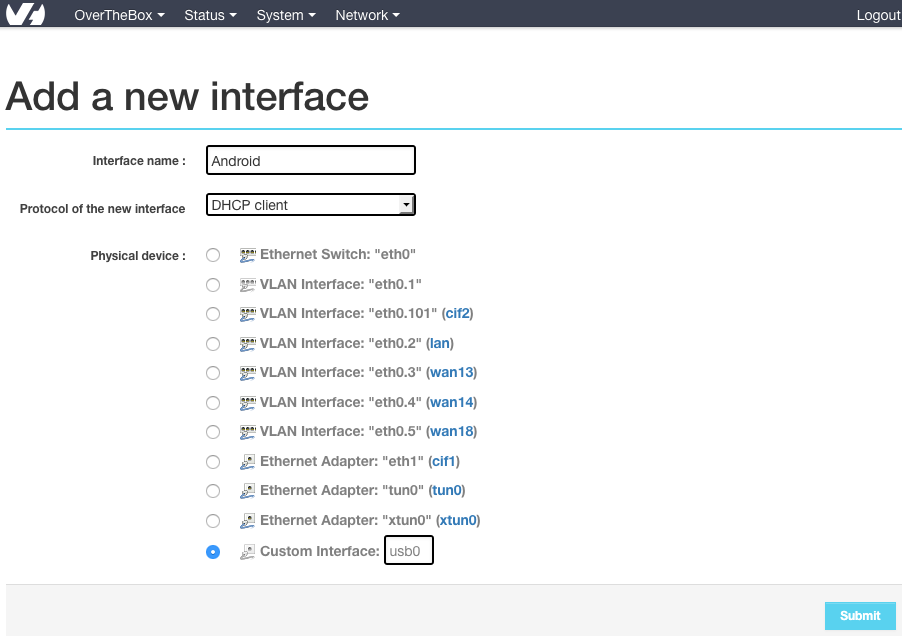 OverTheBox Status System Network Logout
Add a new interface
Interface name : Android
Protocol of the new interface DHCP client
Physical device : Ethernet Switch: "eth0"
VLAN Interface: "eth0.1"
VLAN Interface: "eth0.101" (cif2)
VLAN Interface: "eth0.2" (lan)
VLAN Interface: "eth0.3" (wan13)
VLAN Interface: "eth0.4" (wan14)
VLAN Interface: "eth0.5" (wan18)
Ethernet Adapter: "eth1" (cif1)
Ethernet Adapter: "tun0" (tun0)
Ethernet Adapter: "xtun0" (xtun0)
Custom Interface: usb0
Submit